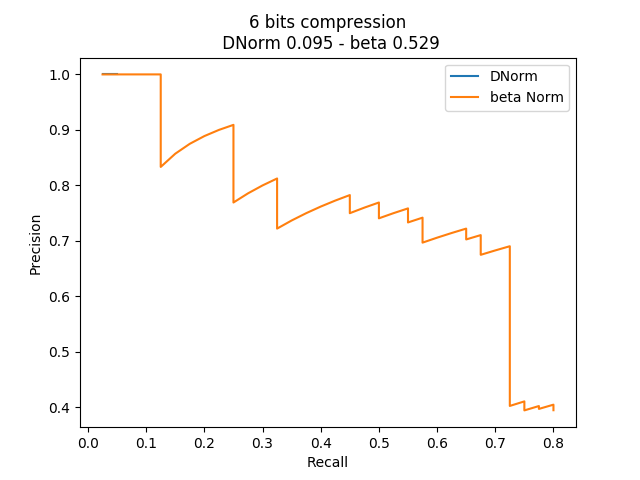 6 bits compression
DNorm 0.095 - beta 0.529
DNorm
beta Norm
Precision
1.0
0.9
0.8
0.7
0.6
0.5
0.4
0.0 0.1 0.2 0.3 0.4 0.5 0.6 0.7 0.8
Recall